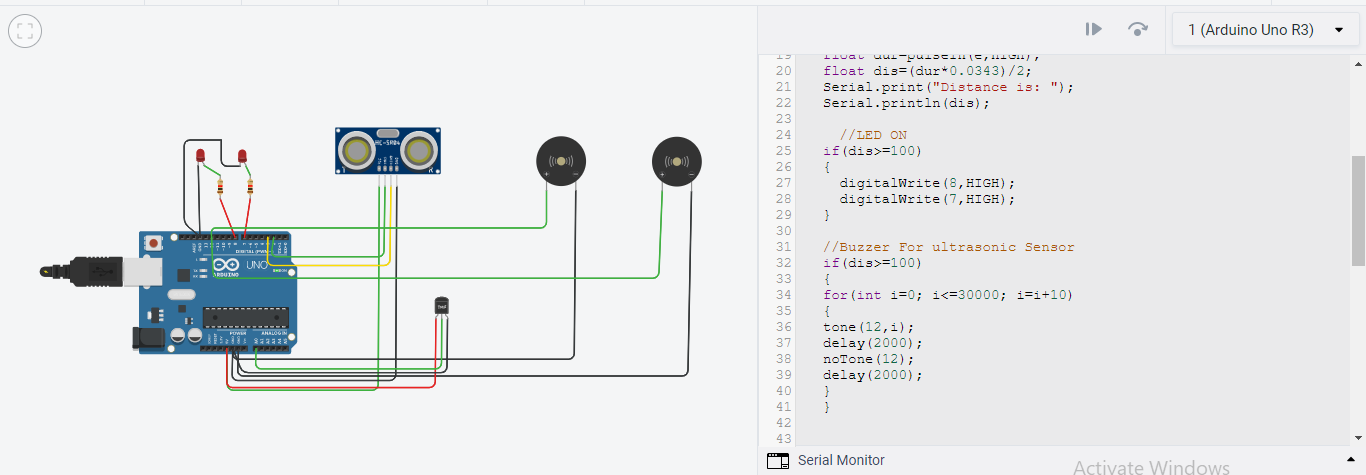 1 (Arduino Uno R3)
HC-SR04
DIGITAL (PWM~)
UNO
ARDUINO
POWER
ANALOG IN
TMP
19 float dur=pulseIn(e,HIGH);
20 float dis=(dur*0.0343)/2;
21 Serial.print("Distance is: ");
22 Serial.println(dis);
23
24 //LED ON
25 if(dis>=100)
26 {
27 digitalWrite(8,HIGH);
28 digitalWrite(7,HIGH);
29 }
30
31 //Buzzer For ultrasonic Sensor
32 if(dis>=100)
33 {
34 for(int i=0; i<=30000; i=i+10)
35 {
36 tone(12,i);
37 delay(2000);
38 noTone(12);
39 delay(2000);
40 }
41 }
42
43
Serial Monitor
Activate Windows